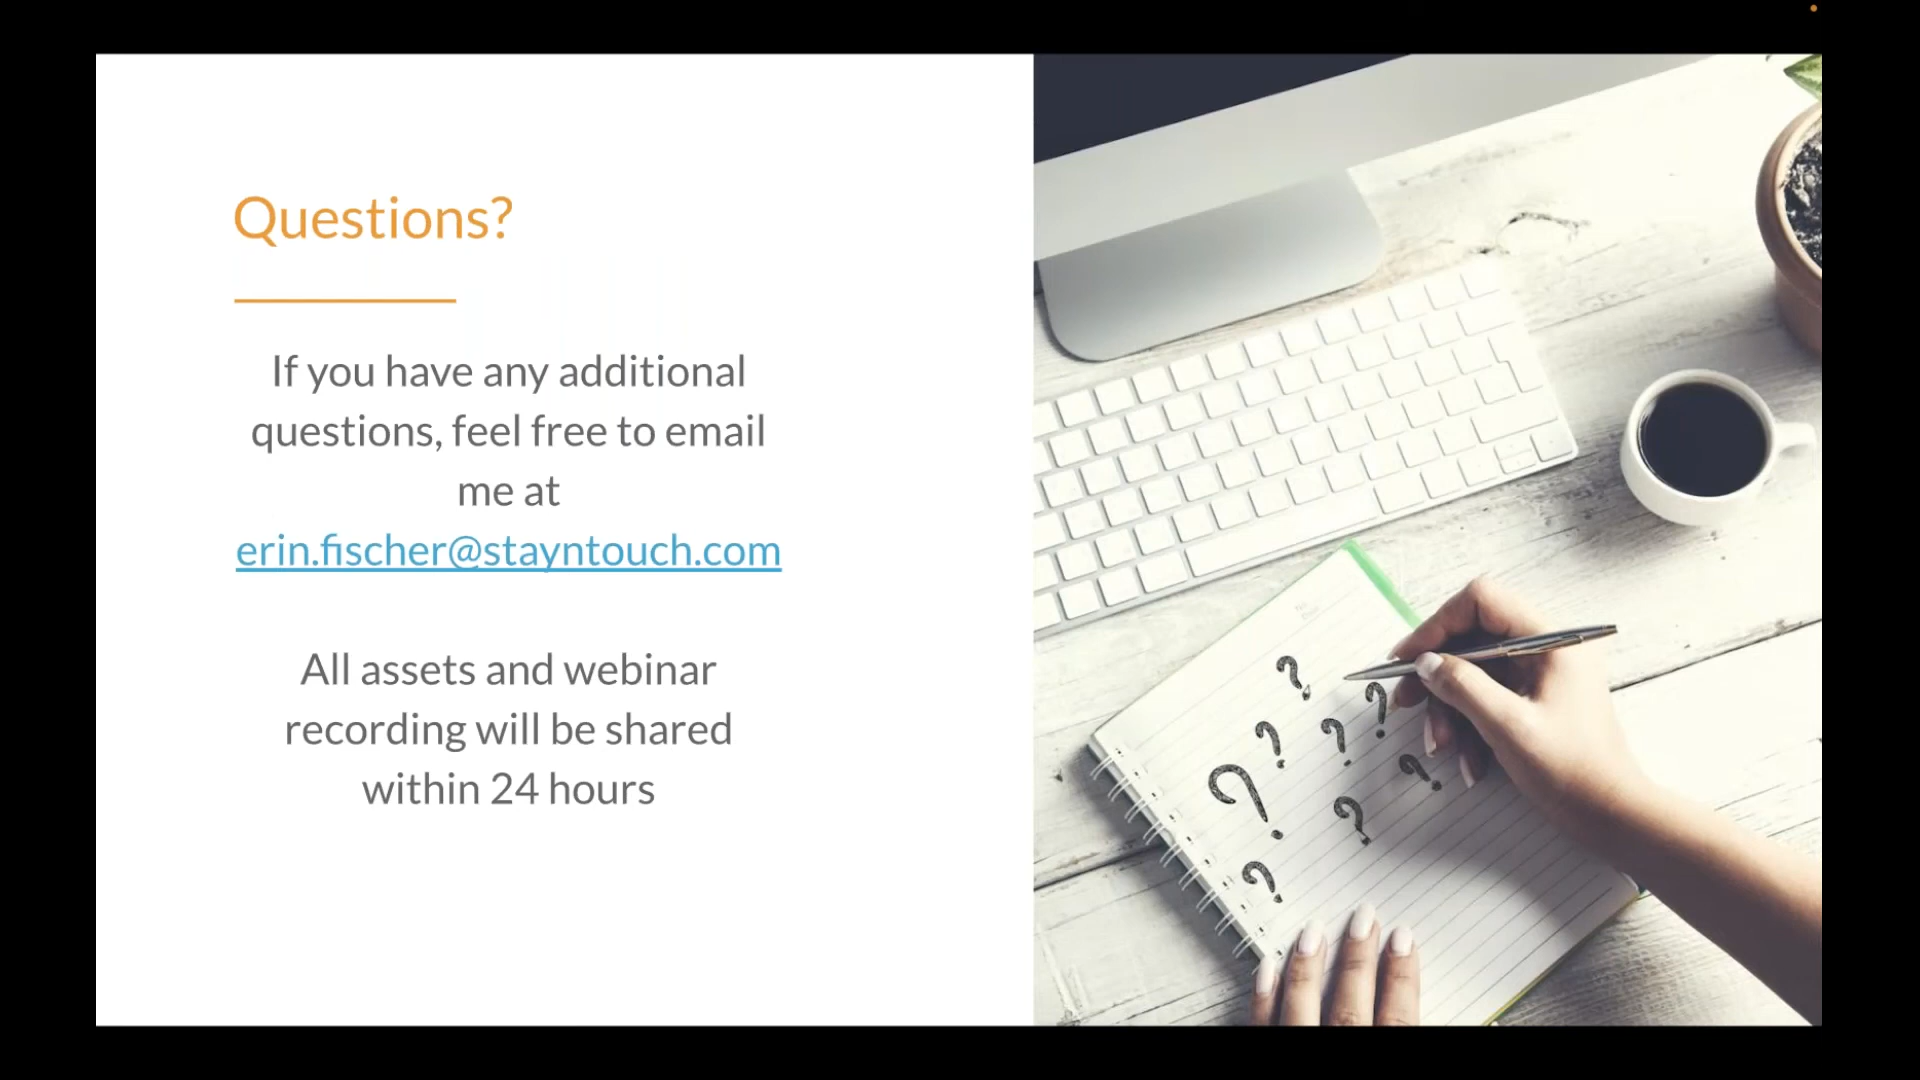 Questions?
If you have any additional
questions, feel free to email
me at
erin.fischer@stayntouch.com
All assets and webinar
recording will be shared
within 24 hours
? ?
? ?
? ?
?
?